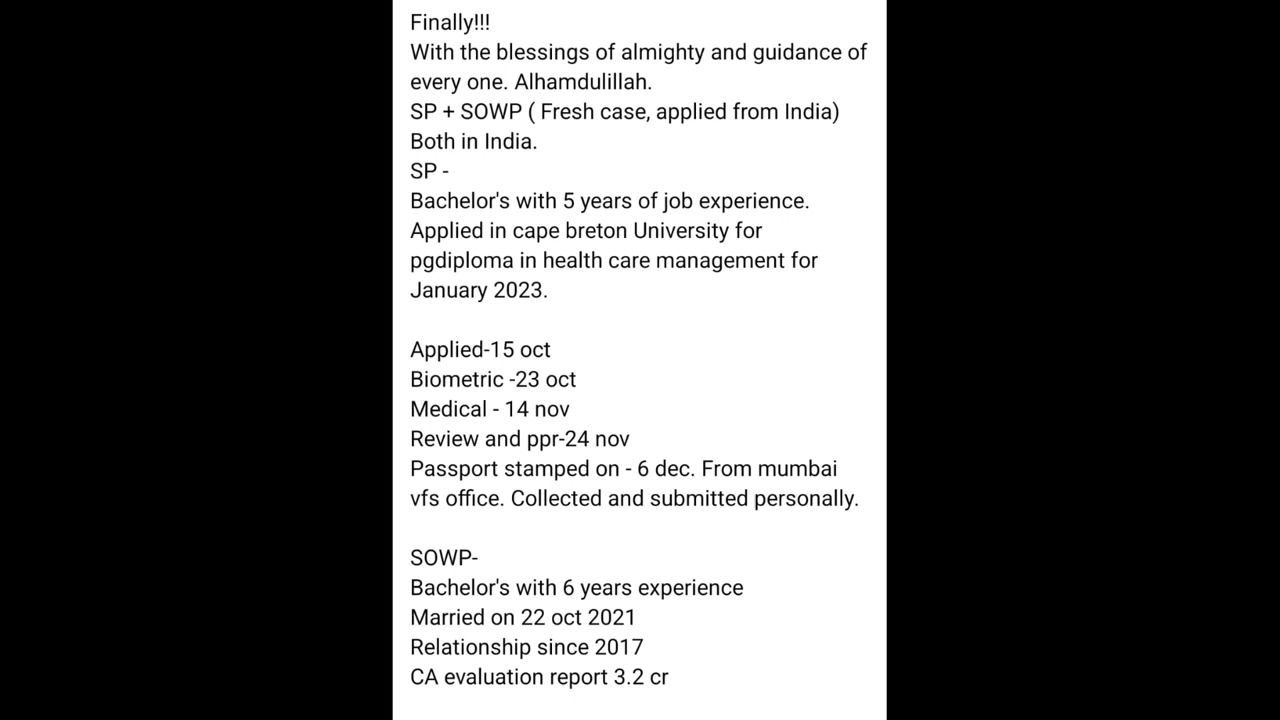 Finally!!!
With the blessings of almighty and guidance of
every one. Alhamdulillah.
SP + SOWP ( Fresh case, applied from India)
Both in India.
SP -
Bachelor's with 5 years of job experience.
Applied in cape breton University for
pgdiploma in health care management for
January 2023.
Applied-15 oct
Biometric -23 oct
Medical - 14 nov
Review and ppr-24 nov
Passport stamped on - 6 dec. From mumbai
vfs office. Collected and submitted personally.
SOWP-
Bachelor's with 6 years experience
Married on 22 oct 2021
Relationship since 2017
CA evaluation report 3.2 cr